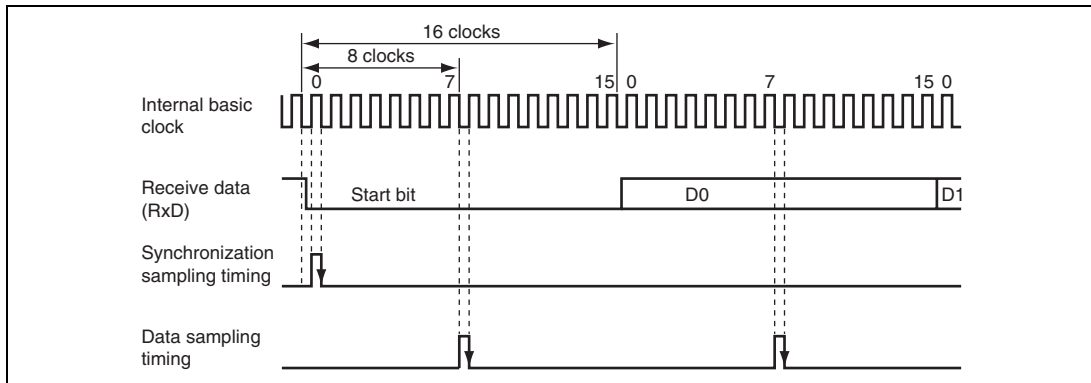 16 clocks
8 clocks
0 7 15 0 7 15 0
Internal basic
clock
Receive data
(RxD)
Start bit D0 D1
Synchronization
sampling timing
Data sampling
timing